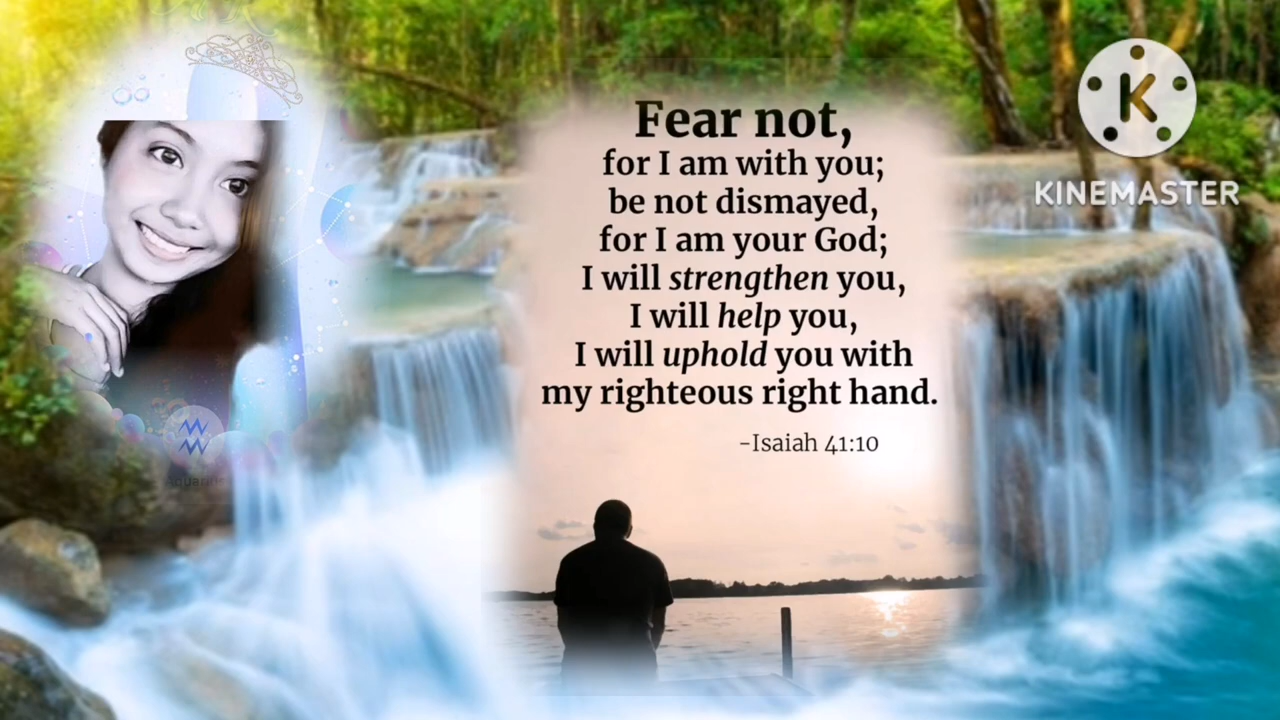 Fear not,
for I am with you;
be not dismayed,
for I am your God;
I will strengthen you,
I will help you,
I will uphold you with
my righteous right hand.
-Isaiah 41:10
K
KINEMASTER
Aquarius